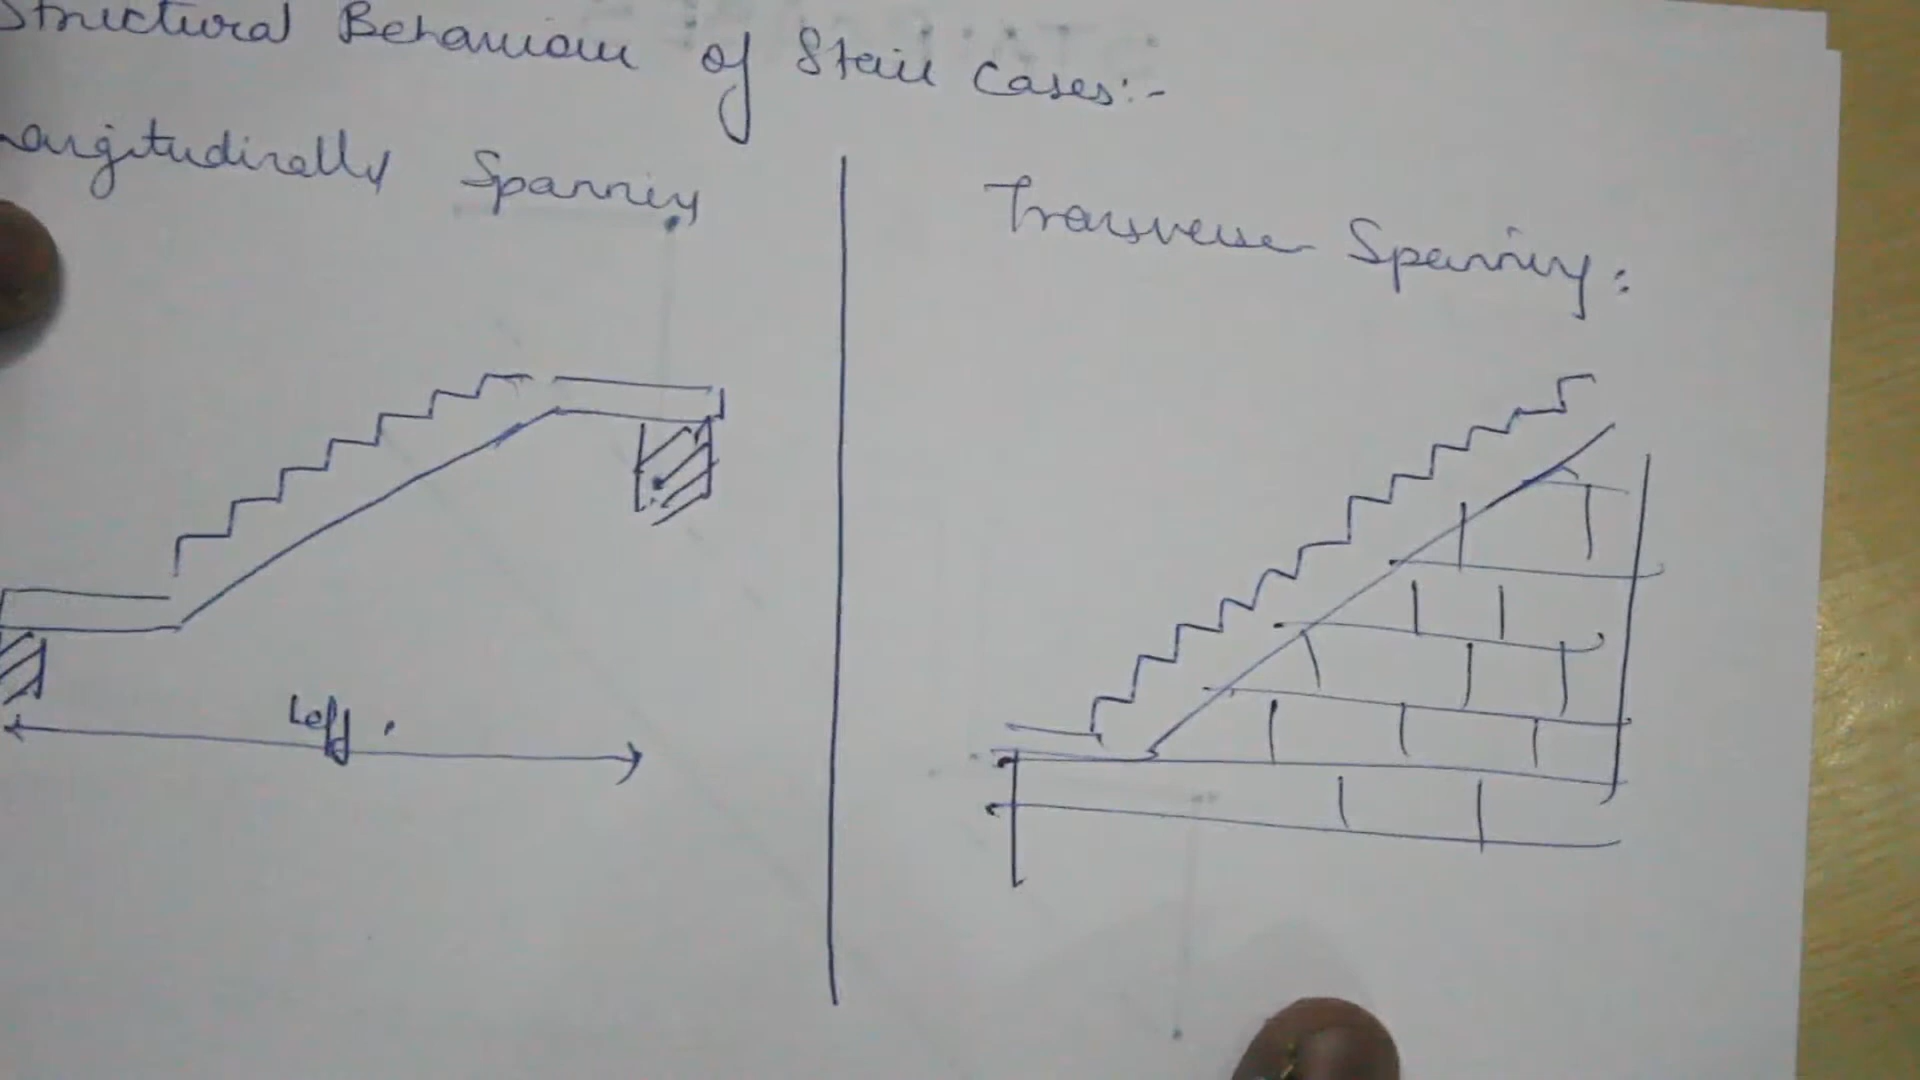 Structural Behaviour of Stair Cases:-
Longitudinally Spanning
Transverse Spanning:
Leff.